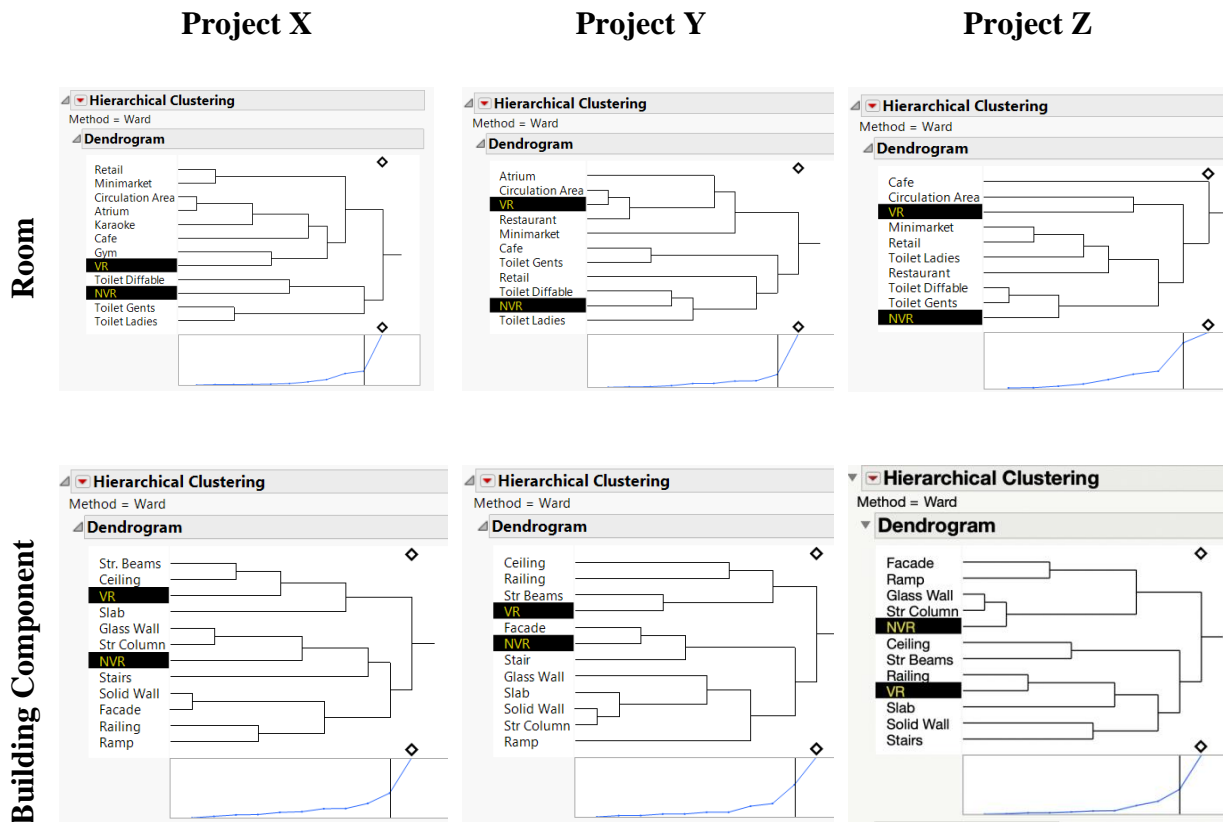 Project X
Project Y
Project Z
Room
Hierarchical Clustering
Method = Ward
Dendrogram
Retail
Minimarket
Circulation Area
Atrium
Karaoke
Cafe
Gym
VR
Toilet Diffable
NVR
Toilet Gents
Toilet Ladies
Hierarchical Clustering
Method = Ward
Dendrogram
Atrium
Circulation Area
VR
Restaurant
Minimarket
Cafe
Toilet Gents
Retail
Toilet Diffable
NVR
Toilet Ladies
Hierarchical Clustering
Method = Ward
Dendrogram
Cafe
Circulation Area
VR
Minimarket
Retail
Toilet Ladies
Restaurant
Toilet Diffable
Toilet Gents
NVR
Building Component
Hierarchical Clustering
Method = Ward
Dendrogram
Str. Beams
Ceiling
VR
Slab
Glass Wall
Str Column
NVR
Stairs
Solid Wall
Facade
Railing
Ramp
Hierarchical Clustering
Method = Ward
Dendrogram
Ceiling
Railing
Str Beams
VR
Facade
NVR
Stair
Glass Wall
Slab
Solid Wall
Str Column
Ramp
Hierarchical Clustering
Method = Ward
Dendrogram
Facade
Ramp
Glass Wall
Str Column
NVR
Ceiling
Str Beams
Railing
VR
Slab
Solid Wall
Stairs